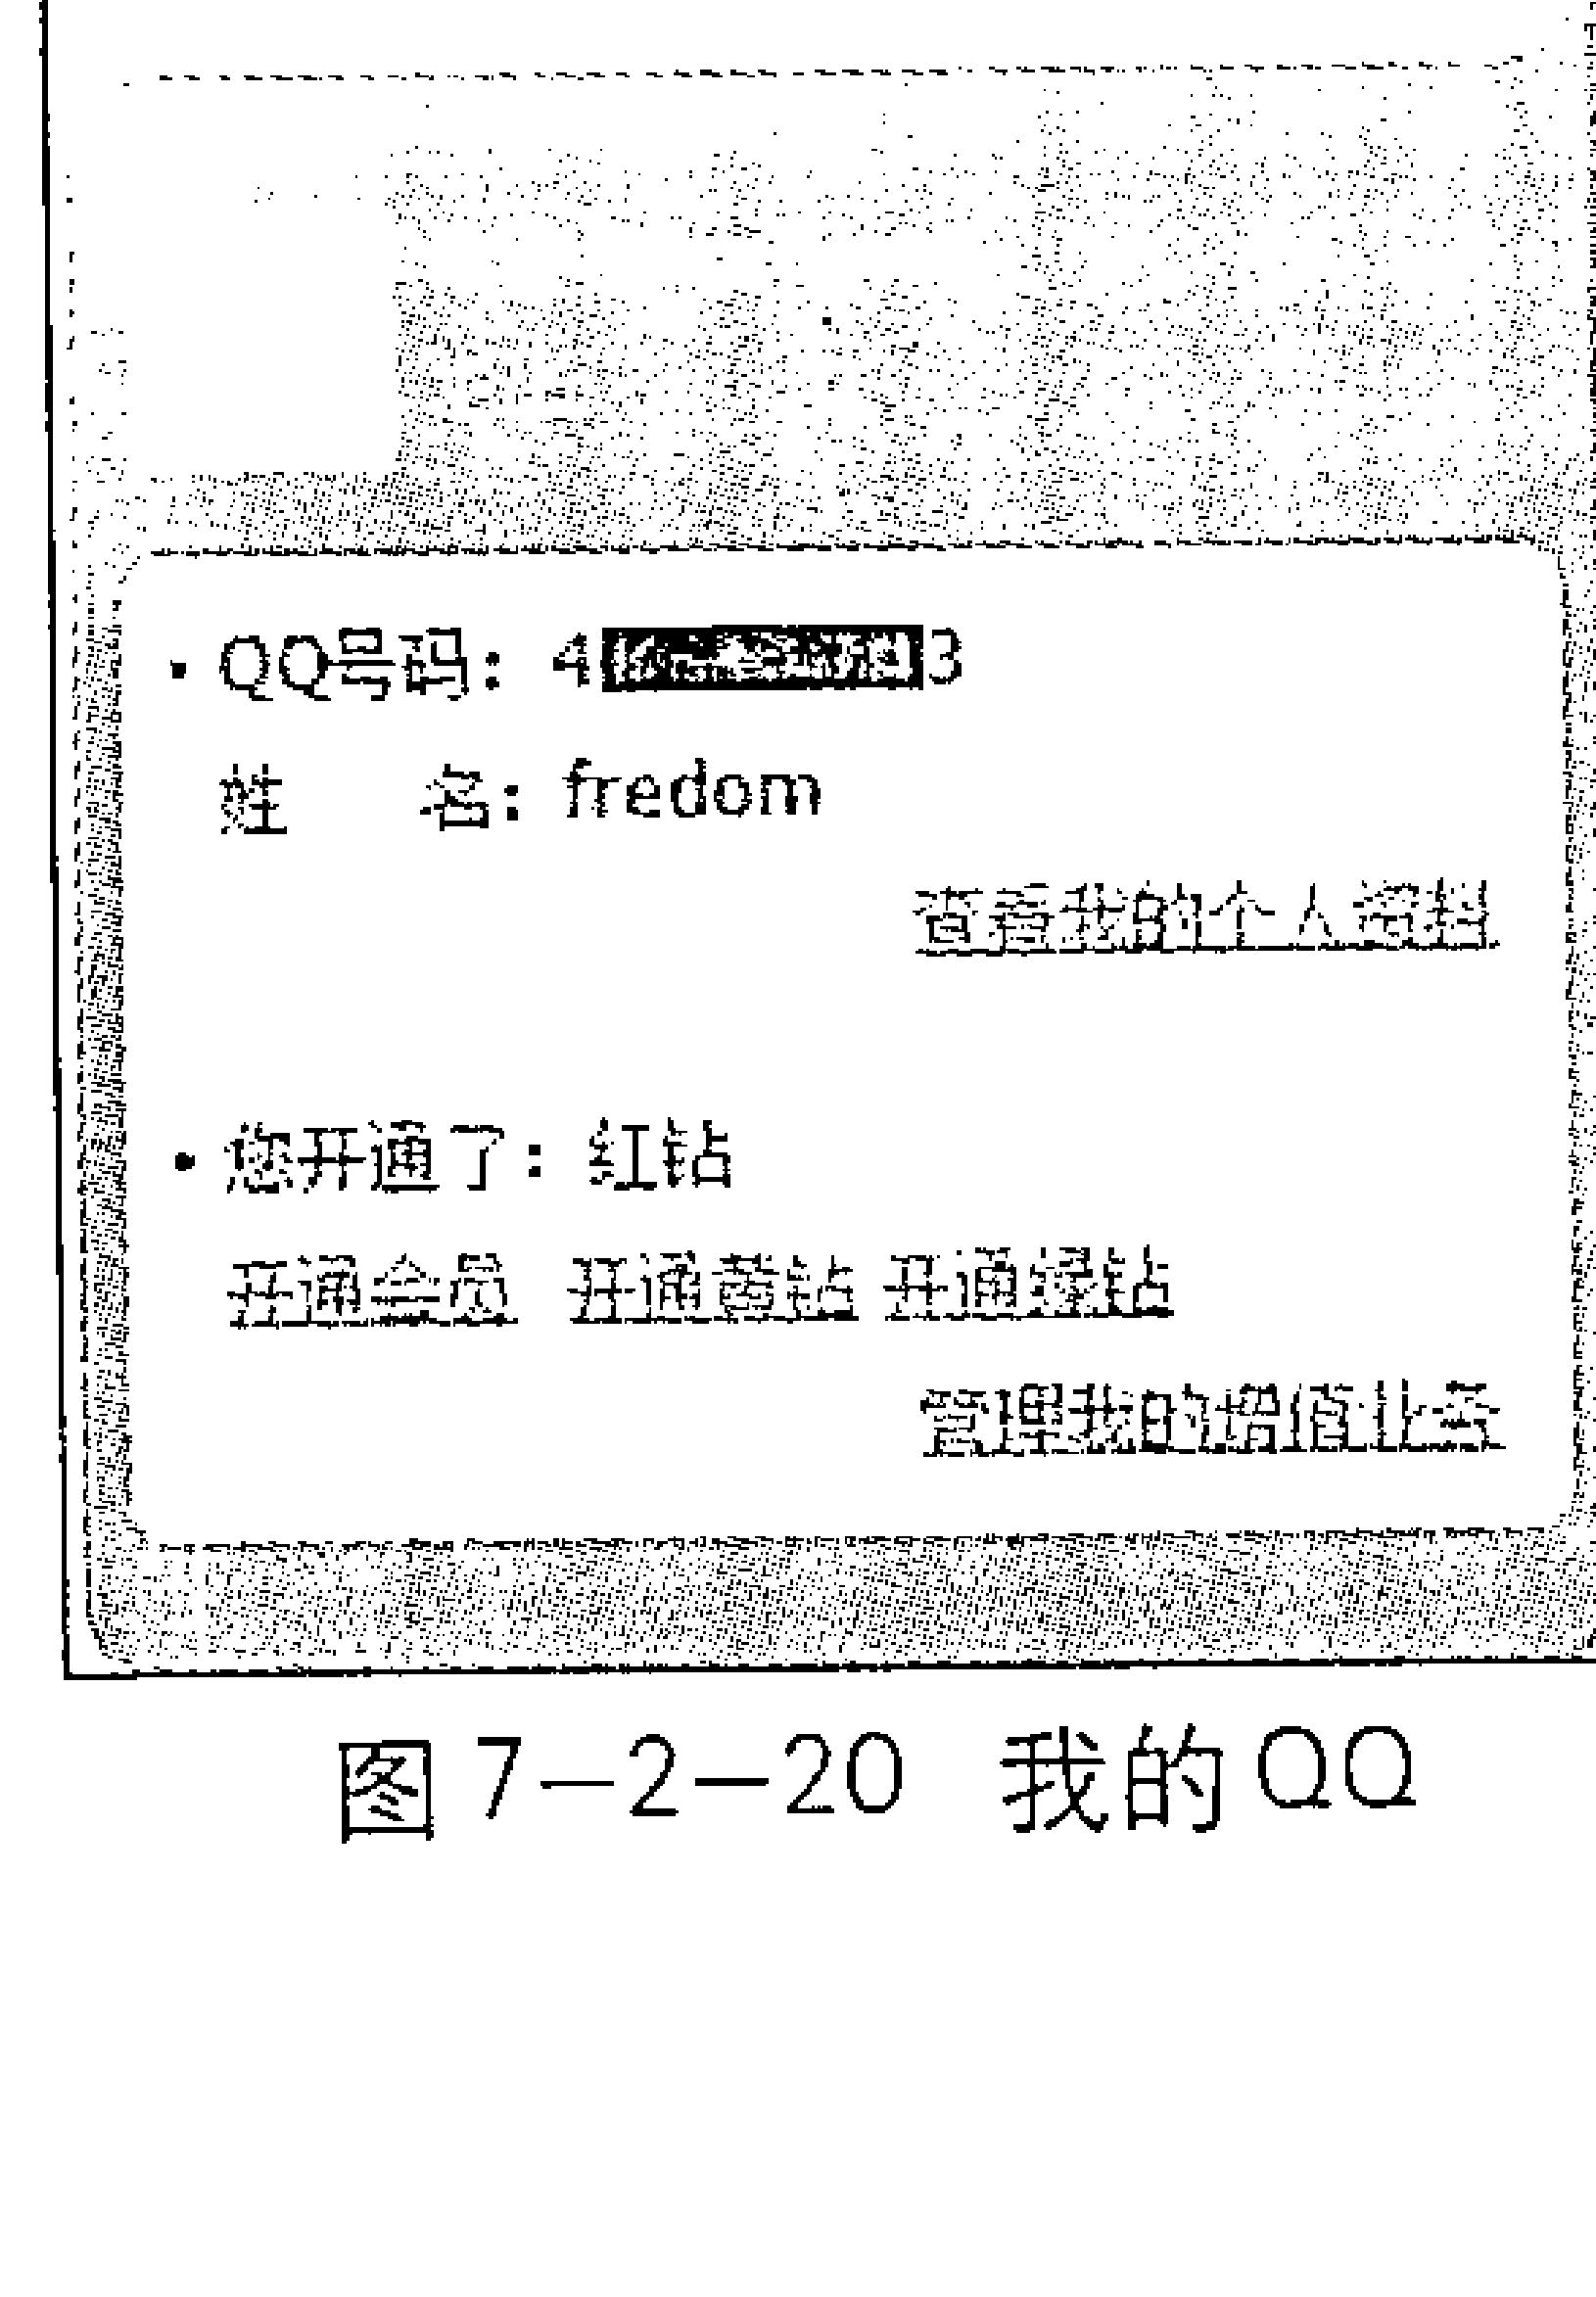 · QQ号码: 4 3
姓 名: fredom
查看我的个人资料
· 您开通了: 红钻
开通会员 开通黄钻 开通绿钻
管理我的增值业务
图 7-2-20 我的QQ